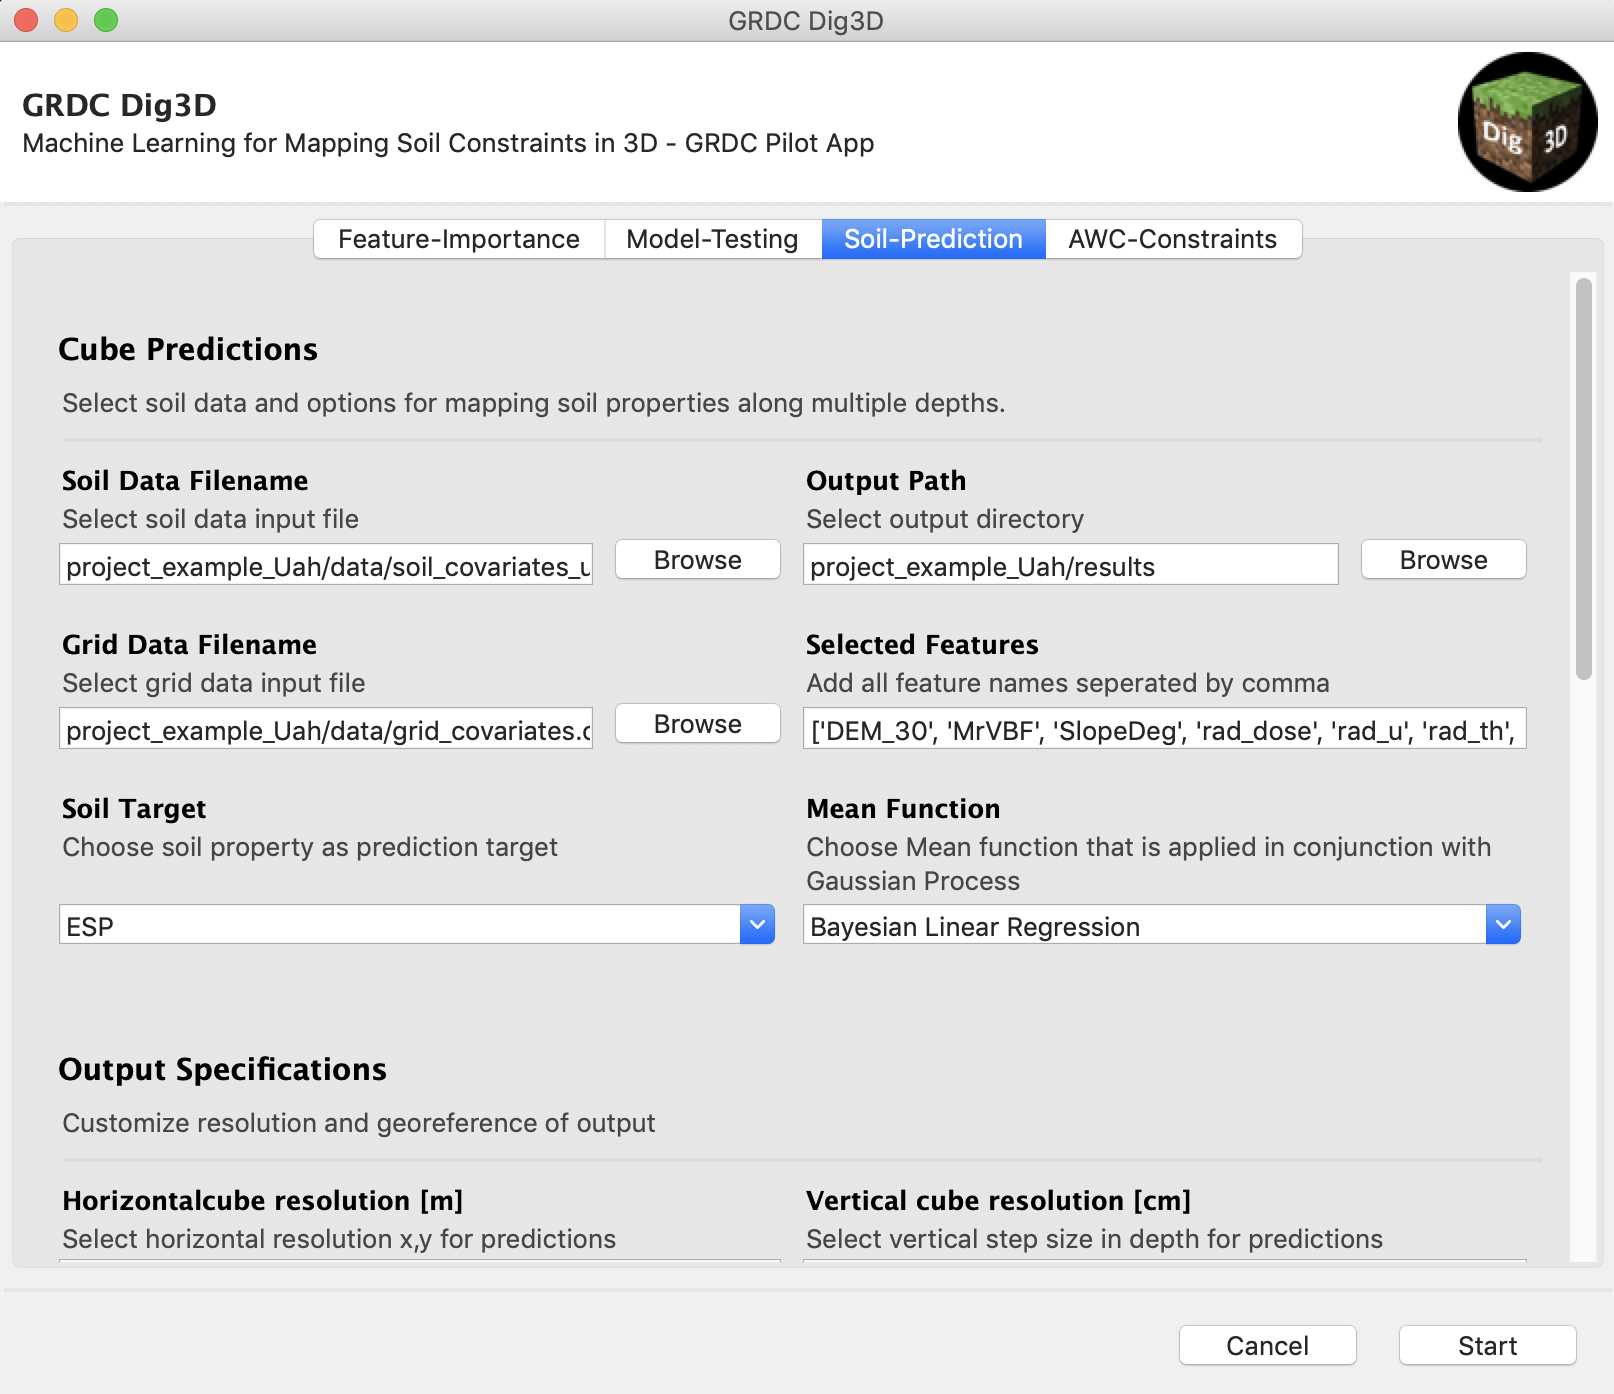 GRDC Dig3D
GRDC Dig3D
Machine Learning for Mapping Soil Constraints in 3D - GRDC Pilot App
Dig 3D
Feature-Importance Model-Testing Soil-Prediction AWC-Constraints
Cube Predictions
Select soil data and options for mapping soil properties along multiple depths.
Soil Data Filename
Select soil data input file
project_example_Uah/data/soil_covariates_u
Browse
Output Path
Select output directory
project_example_Uah/results
Browse
Grid Data Filename
Select grid data input file
project_example_Uah/data/grid_covariates.c
Browse
Selected Features
Add all feature names seperated by comma
['DEM_30', 'MrVBF', 'SlopeDeg', 'rad_dose', 'rad_u', 'rad_th',
Soil Target
Choose soil property as prediction target
ESP
Mean Function
Choose Mean function that is applied in conjunction with
Gaussian Process
Bayesian Linear Regression
Output Specifications
Customize resolution and georeference of output
Horizontalcube resolution [m]
Select horizontal resolution x,y for predictions
Vertical cube resolution [cm]
Select vertical step size in depth for predictions
Cancel
Start